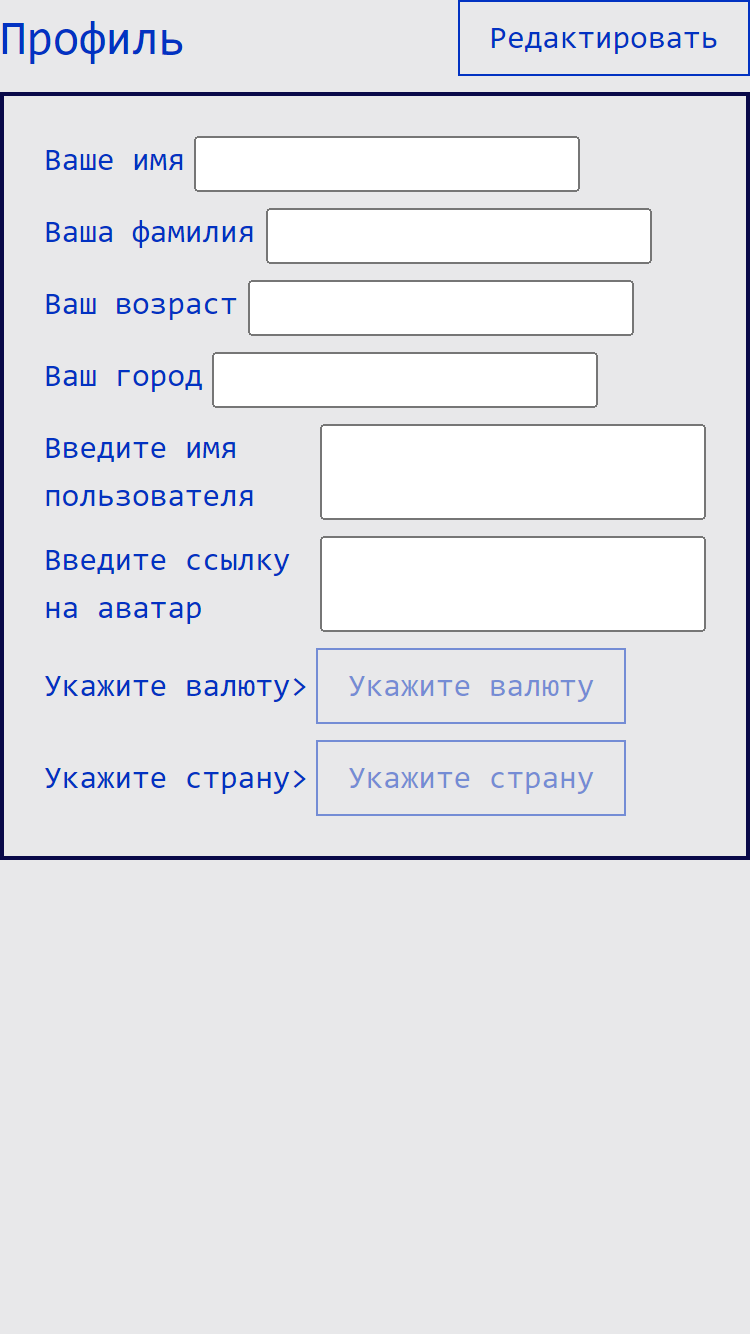 Профиль
Редактировать
Ваше имя
Ваша фамилия
Ваш возраст
Ваш город
Введите имя
пользователя
Введите ссылку
на аватар
Укажите валюту> Укажите валюту
Укажите страну> Укажите страну